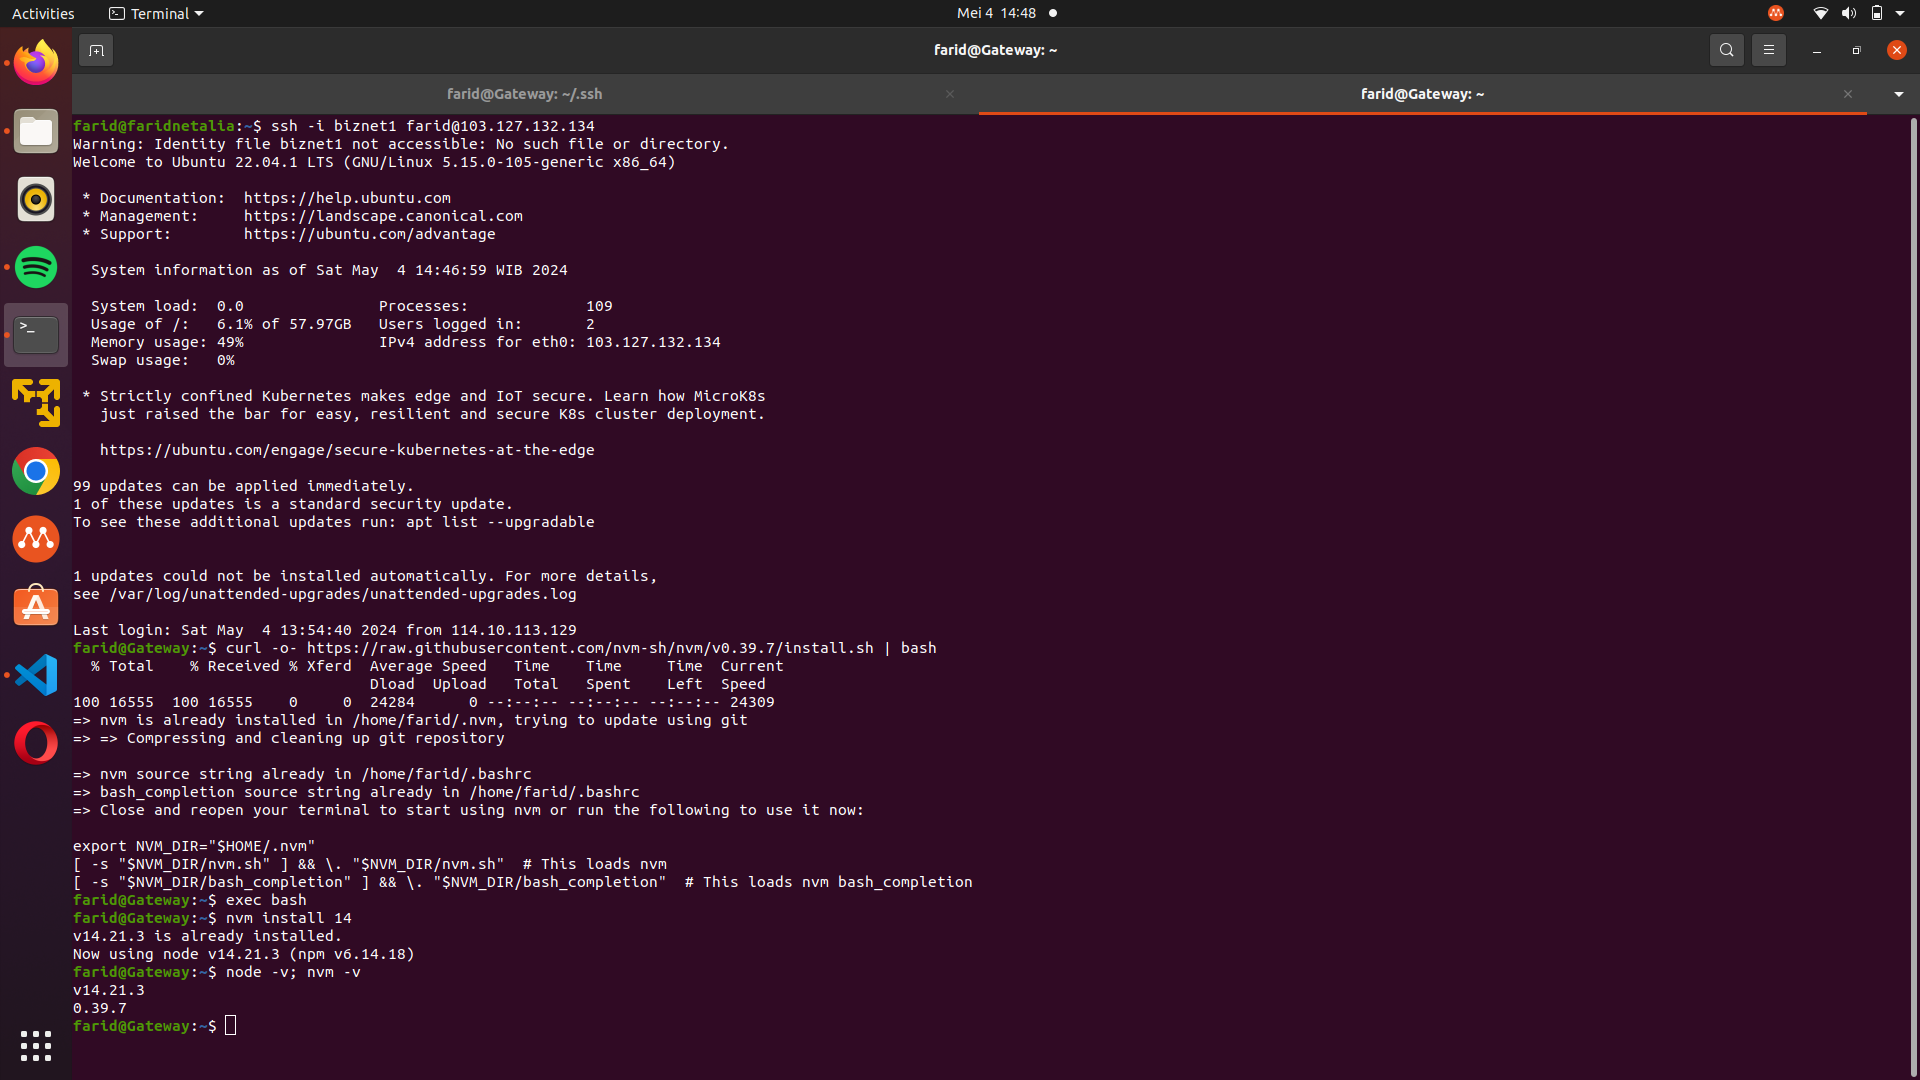 Activities
Terminal
Mei 4  14:48
farid@Gateway: ~
farid@Gateway: ~/.ssh
farid@Gateway: ~
farid@faridnetalia:~$ ssh -i biznet1 farid@103.127.132.134
Warning: Identity file biznet1 not accessible: No such file or directory.
Welcome to Ubuntu 22.04.1 LTS (GNU/Linux 5.15.0-105-generic x86_64)

 * Documentation:  https://help.ubuntu.com
 * Management:     https://landscape.canonical.com
 * Support:        https://ubuntu.com/advantage

  System information as of Sat May  4 14:46:59 WIB 2024

  System load:  0.0               Processes:             109
  Usage of /:   6.1% of 57.97GB   Users logged in:       2
  Memory usage: 49%               IPv4 address for eth0: 103.127.132.134
  Swap usage:   0%

 * Strictly confined Kubernetes makes edge and IoT secure. Learn how MicroK8s
   just raised the bar for easy, resilient and secure K8s cluster deployment.

   https://ubuntu.com/engage/secure-kubernetes-at-the-edge

99 updates can be applied immediately.
1 of these updates is a standard security update.
To see these additional updates run: apt list --upgradable

1 updates could not be installed automatically. For more details,
see /var/log/unattended-upgrades/unattended-upgrades.log

Last login: Sat May  4 13:54:40 2024 from 114.10.113.129
farid@Gateway:~$ curl -o- https://raw.githubusercontent.com/nvm-sh/nvm/v0.39.7/install.sh | bash
  % Total    % Received % Xferd  Average Speed   Time    Time     Time  Current
                                 Dload  Upload   Total   Spent    Left  Speed
100 16555  100 16555    0     0  24284      0 --:--:-- --:--:-- --:--:-- 24309
=> nvm is already installed in /home/farid/.nvm, trying to update using git
=> => Compressing and cleaning up git repository

=> nvm source string already in /home/farid/.bashrc
=> bash_completion source string already in /home/farid/.bashrc
=> Close and reopen your terminal to start using nvm or run the following to use it now:

export NVM_DIR="$HOME/.nvm"
[ -s "$NVM_DIR/nvm.sh" ] && \. "$NVM_DIR/nvm.sh"  # This loads nvm
[ -s "$NVM_DIR/bash_completion" ] && \. "$NVM_DIR/bash_completion"  # This loads nvm bash_completion
farid@Gateway:~$ exec bash
farid@Gateway:~$ nvm install 14
v14.21.3 is already installed.
Now using node v14.21.3 (npm v6.14.18)
farid@Gateway:~$ node -v; nvm -v
v14.21.3
0.39.7
farid@Gateway:~$